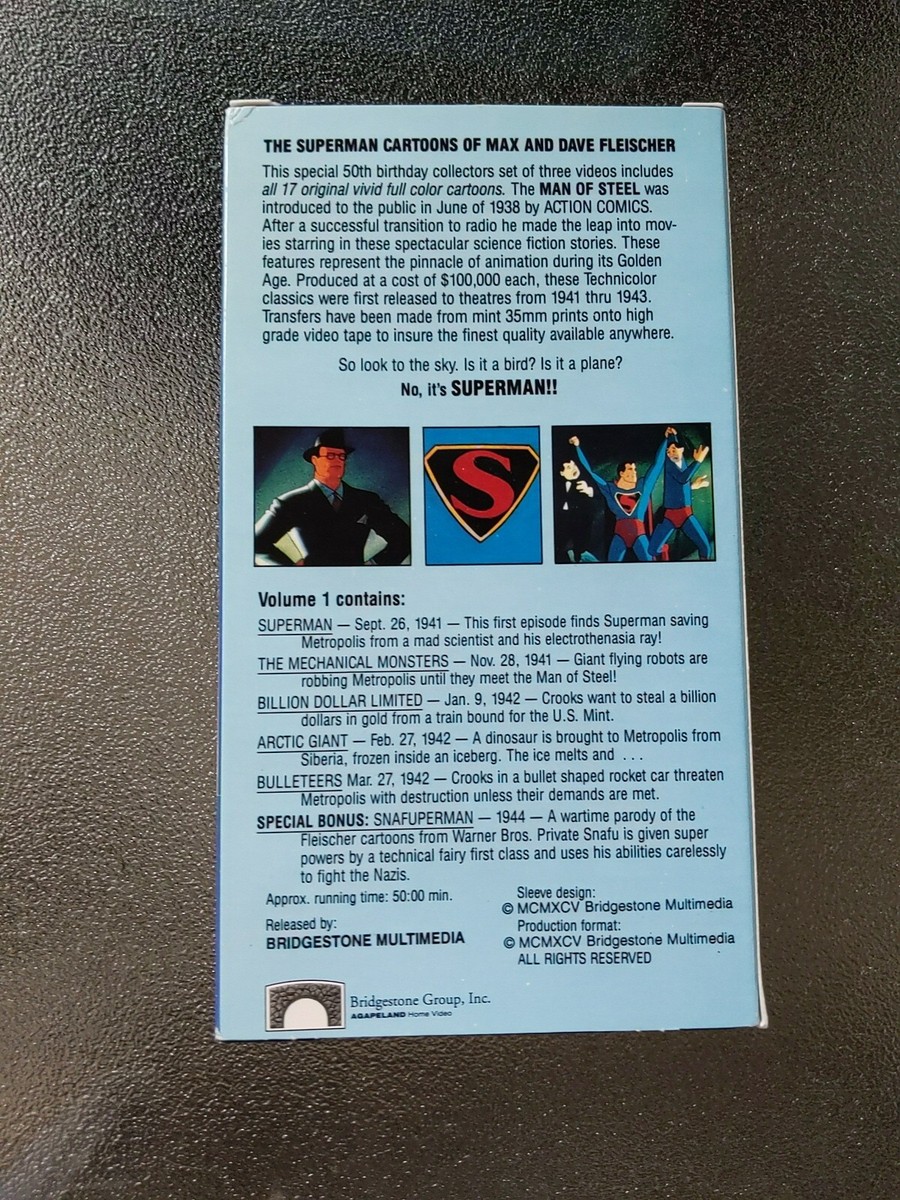 THE SUPERMAN CARTOONS OF MAX AND DAVE FLEISCHER
This special 50th birthday collectors set of three videos includes
all 17 original vivid full color cartoons. The MAN OF STEEL was
introduced to the public in June of 1938 by ACTION COMICS.
After a successful transition to radio he made the leap into mov-
ies starring in these spectacular science fiction stories. These
features represent the pinnacle of animation during its Golden
Age. Produced at a cost of $100,000 each, these Technicolor
classics were first released to theatres from 1941 thru 1943.
Transfers have been made from mint 35mm prints onto high
grade video tape to insure the finest quality available anywhere.
So look to the sky. Is it a bird? Is it a plane?
No, it's SUPERMAN!!
S
S
Volume 1 contains:
SUPERMAN — Sept. 26, 1941 — This first episode finds Superman saving
Metropolis from a mad scientist and his electrothenasia ray!
THE MECHANICAL MONSTERS — Nov. 28, 1941 — Giant flying robots are
robbing Metropolis until they meet the Man of Steel!
BILLION DOLLAR LIMITED — Jan. 9, 1942 — Crooks want to steal a billion
dollars in gold from a train bound for the U.S. Mint.
ARCTIC GIANT — Feb. 27, 1942 — A dinosaur is brought to Metropolis from
Siberia, frozen inside an iceberg. The ice melts and . . .
BULLETEERS Mar. 27, 1942 — Crooks in a bullet shaped rocket car threaten
Metropolis with destruction unless their demands are met.
SPECIAL BONUS: SNAFUPERMAN — 1944 — A wartime parody of the
Fleischer cartoons from Warner Bros. Private Snafu is given super
powers by a technical fairy first class and uses his abilities carelessly
to fight the Nazis.
Approx. running time: 50:00 min.
Released by:
BRIDGESTONE MULTIMEDIA
Sleeve design:
© MCMXCV Bridgestone Multimedia
Production format:
© MCMXCV Bridgestone Multimedia
ALL RIGHTS RESERVED
Bridgestone Group, Inc.
AGAPELAND Home Video